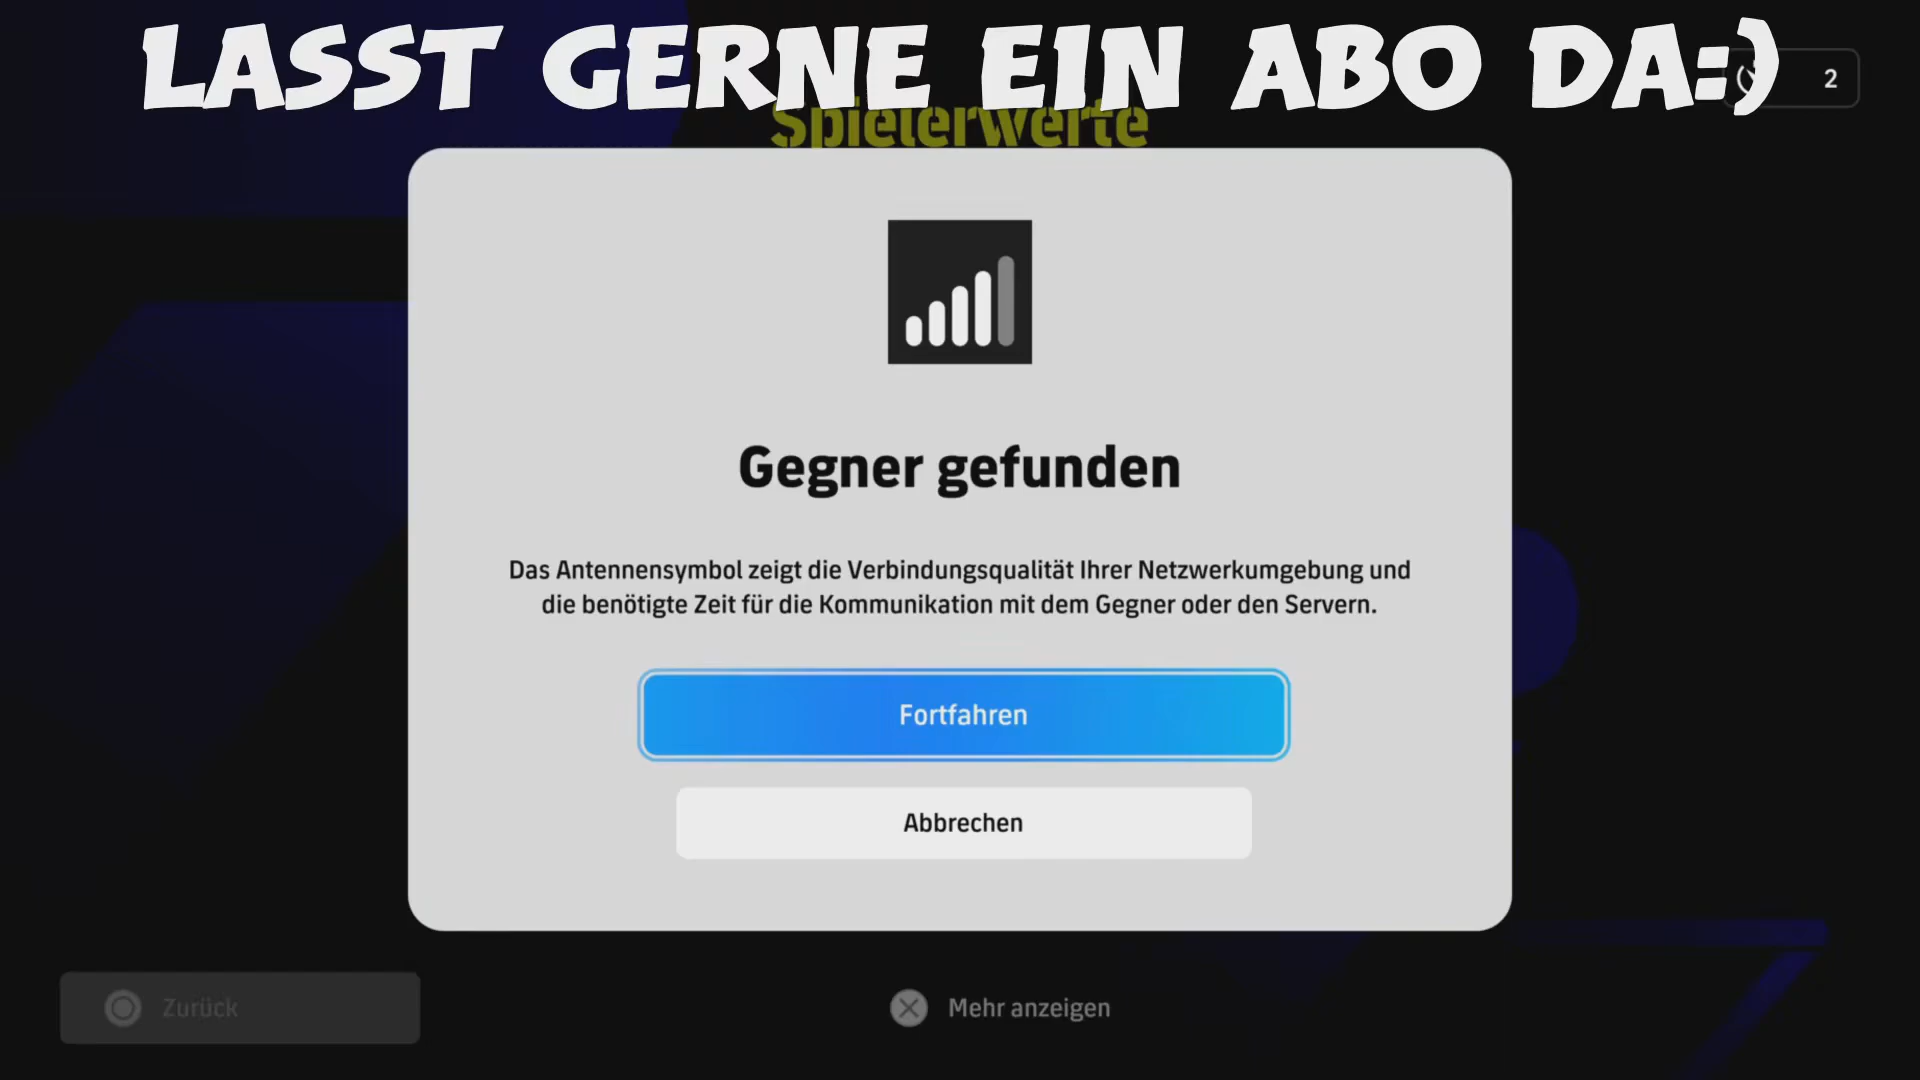 LASST GERNE EIN ABO DA:)
2
Spielerwerte
Gegner gefunden
Das Antennensymbol zeigt die Verbindungsqualität Ihrer Netzwerkumgebung und
die benötigte Zeit für die Kommunikation mit dem Gegner oder den Servern.
Fortfahren
Abbrechen
Zurück
Mehr anzeigen